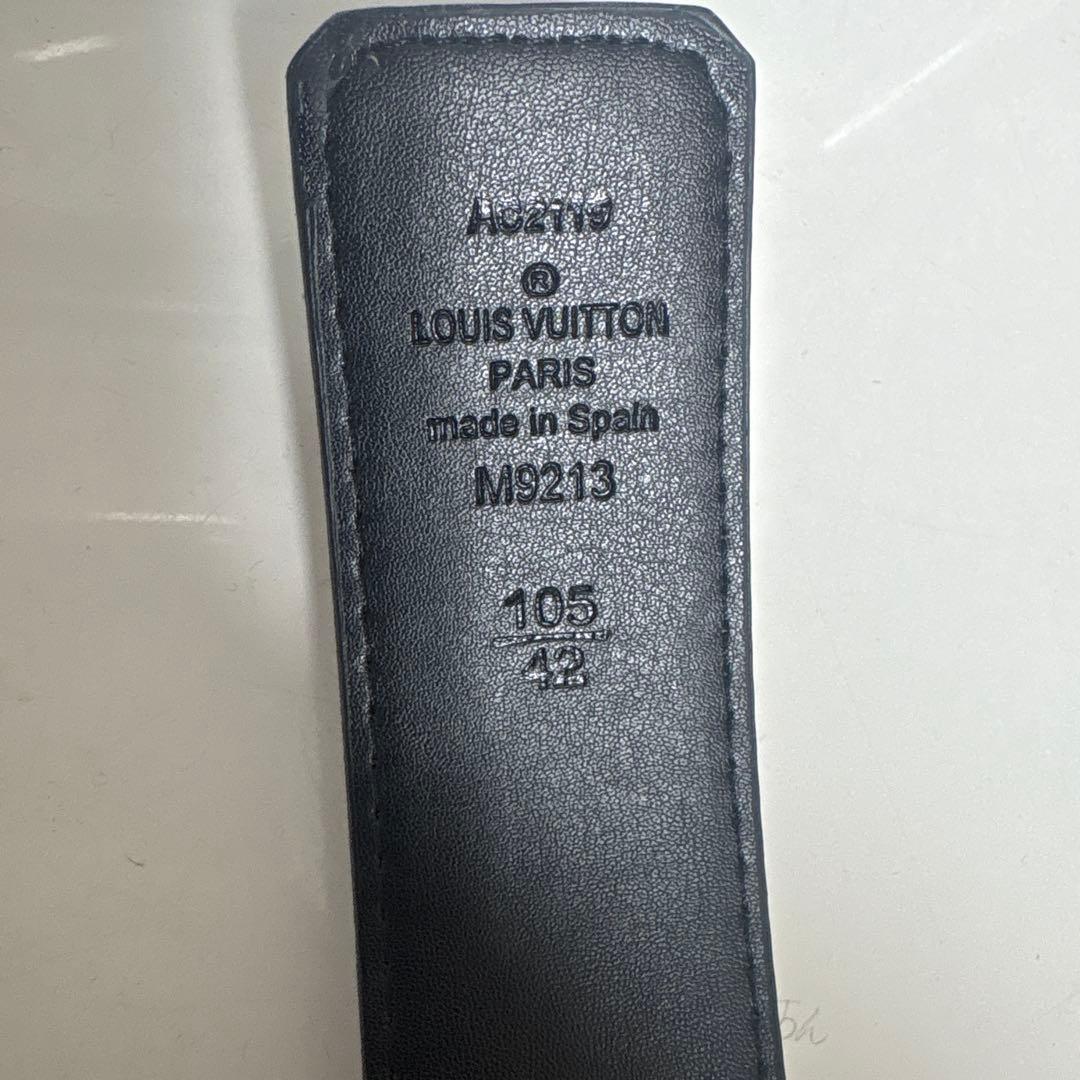 AC2119
®
LOUIS VUITTON
PARIS
made in Spain
M9213
105
42